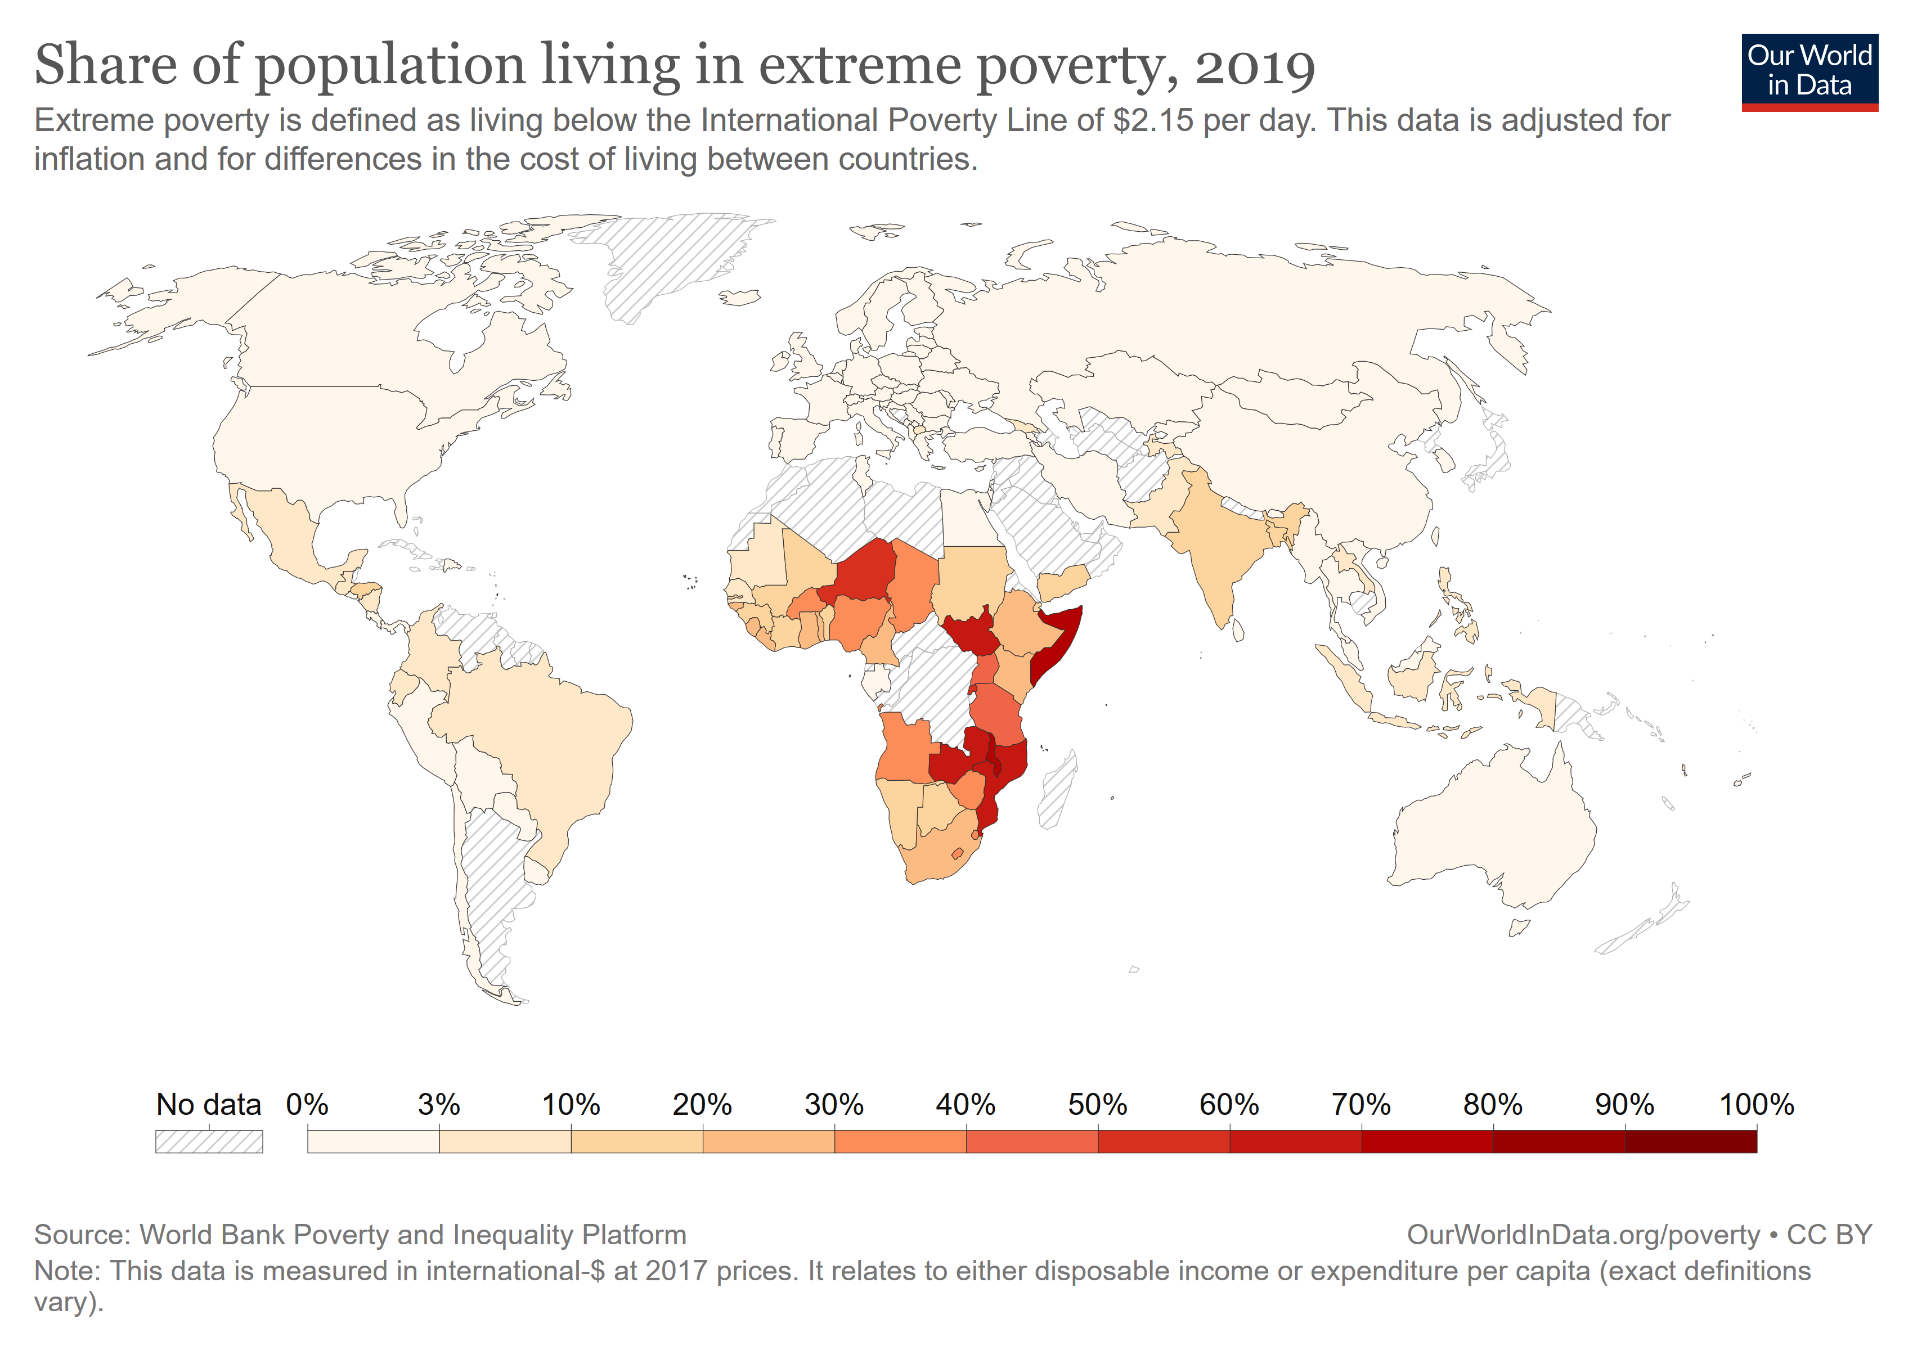 Share of population living in extreme poverty, 2019
Our World
in Data
Extreme poverty is defined as living below the International Poverty Line of $2.15 per day. This data is adjusted for
inflation and for differences in the cost of living between countries.
No data 0% 3% 10% 20% 30% 40% 50% 60% 70% 80% 90% 100%
Source: World Bank Poverty and Inequality Platform
OurWorldInData.org/poverty • CC BY
Note: This data is measured in international-$ at 2017 prices. It relates to either disposable income or expenditure per capita (exact definitions
vary).